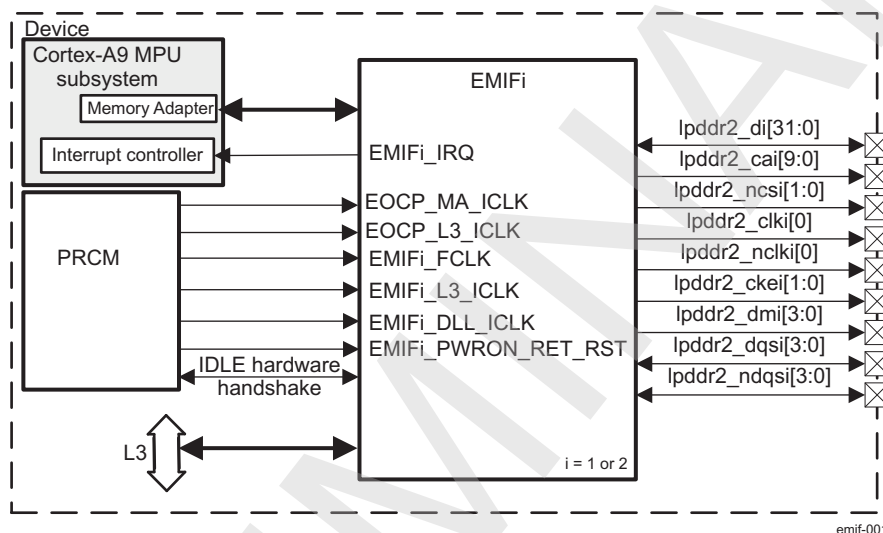 Device
Cortex-A9 MPU
subsystem
Memory Adapter
Interrupt controller
PRCM
IDLE hardware
handshake
L3
EMIFi
EMIFi_IRQ
EOCP_MA_ICLK
EOCP_L3_ICLK
EMIFi_FCLK
EMIFi_L3_ICLK
EMIFi_DLL_ICLK
EMIFi_PWRON_RET_RST
i = 1 or 2
lpddr2_di[31:0]
lpddr2_cai[9:0]
lpddr2_ncsi[1:0]
lpddr2_clki[0]
lpddr2_nclki[0]
lpddr2_ckei[1:0]
lpddr2_dmi[3:0]
lpddr2_dqsi[3:0]
lpddr2_ndqsi[3:0]
emif-001